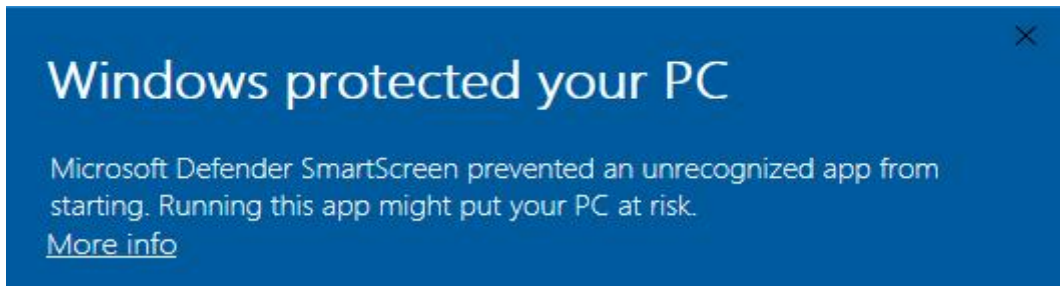 Windows protected your PC
Microsoft Defender SmartScreen prevented an unrecognized app from
starting. Running this app might put your PC at risk.
More info